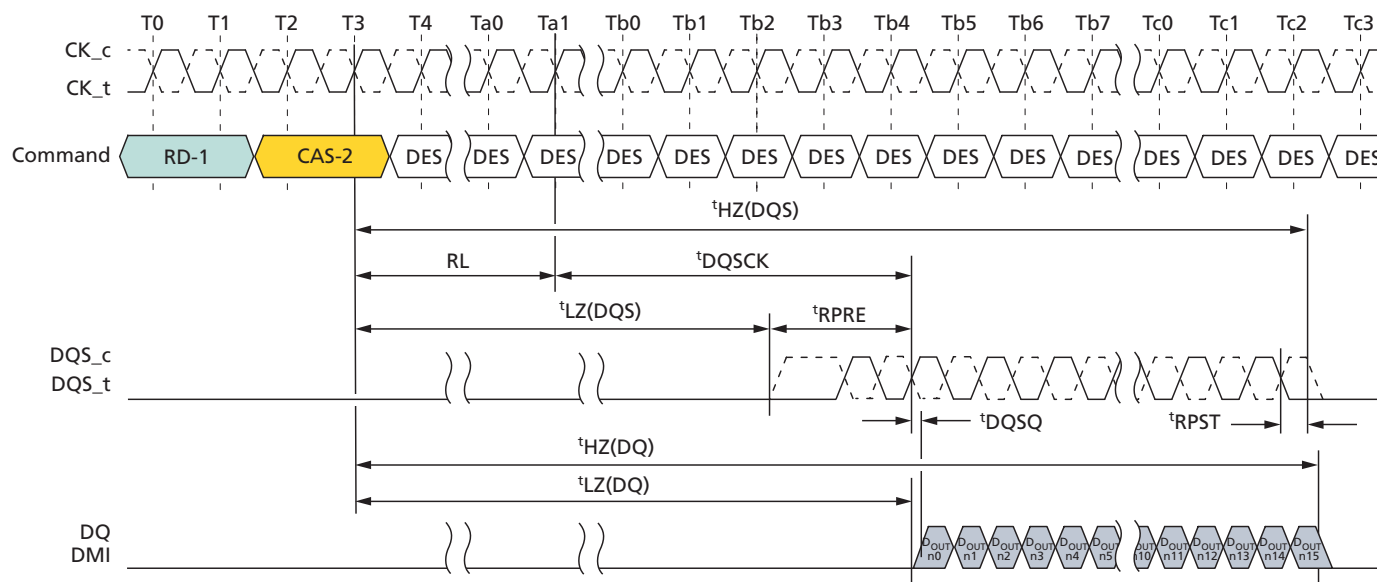 T0 T1 T2 T3 T4 Ta0 Ta1 Tb0 Tb1 Tb2 Tb3 Tb4 Tb5 Tb6 Tb7 Tc0 Tc1 Tc2 Tc3
CK_c
CK_t
Command RD-1 CAS-2 DES DES DES DES DES DES DES DES DES DES DES DES DES DES DES
tHZ(DQS)
RL tDQSCK
tLZ(DQS) tRPRE
DQS_c
DQS_t
tDQSQ tRPST
tHZ(DQ)
tLZ(DQ)
DQ
DMI
DOUT n0 DOUT n1 DOUT n2 DOUT n3 DOUT n4 DOUT n5 DOUT n10 DOUT n11 DOUT n12 DOUT n13 DOUT n14 DOUT n15